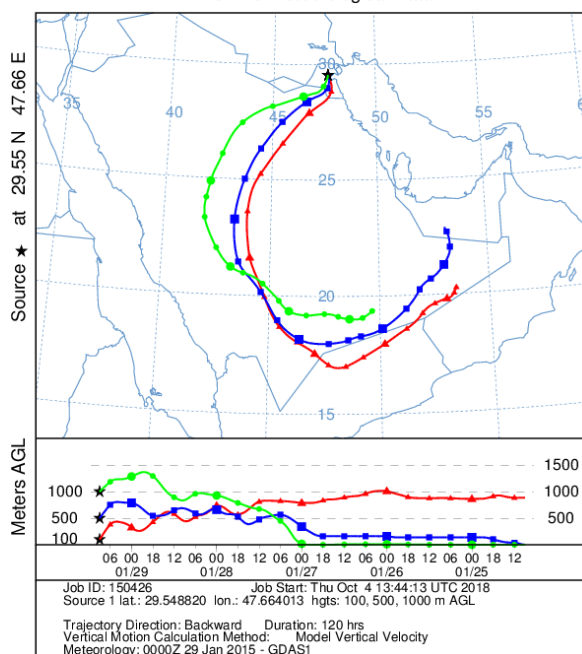 Source ★ at 29.55 N 47.66 E
30
35
40
45
50
55
60
25
20
15
Meters AGL
1500
1000 1000
500 500
100
06 00 18 12 06 00 18 12 06 00 18 12 06 00 18 12 06 00 18 12
01/29 01/28 01/27 01/26 01/25
Job ID: 150426 Job Start: Thu Oct 4 13:44:13 UTC 2018
Source 1 lat.: 29.548820 lon.: 47.664013 hgts: 100, 500, 1000 m AGL
Trajectory Direction: Backward Duration: 120 hrs
Vertical Motion Calculation Method: Model Vertical Velocity
Meteorology: 0000Z 29 Jan 2015 - GDAS1